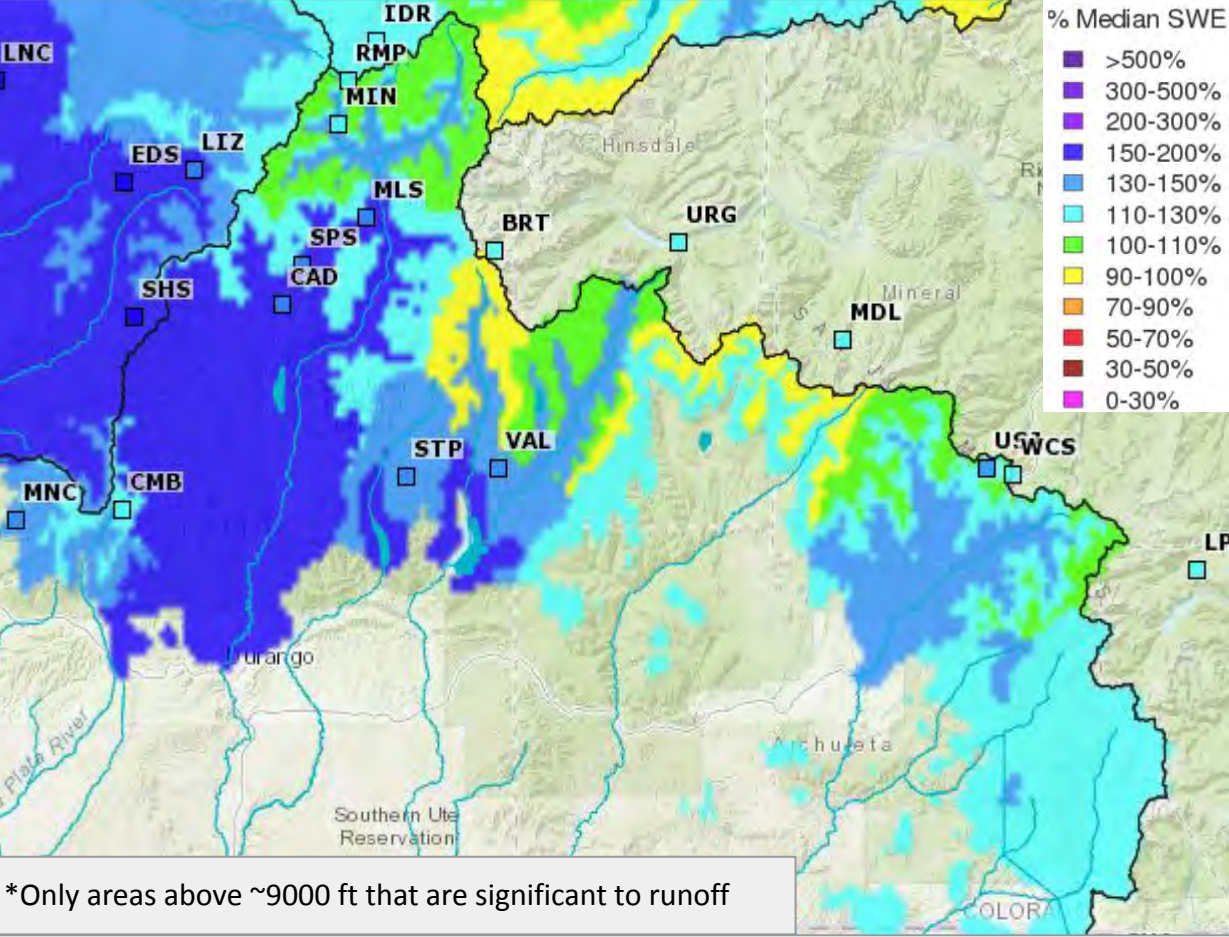 IDR
% Median SWE
LNC
RMP
>500%
MIN
300-500%
200-300%
Hinsdale
LIZ
EDS
150-200%
MLS
130-150%
BRT
URG
110-130%
SPS
100-110%
CAD
90-100%
SHS
Mineral
MDL
70-90%
50-70%
30-50%
0-30%
STP
VAL
WCS
MNC
CMB
LP
Durango
Plata River
Archuleta
Southern Ute
Reservation
*Only areas above ~9000 ft that are significant to runoff
COLORA